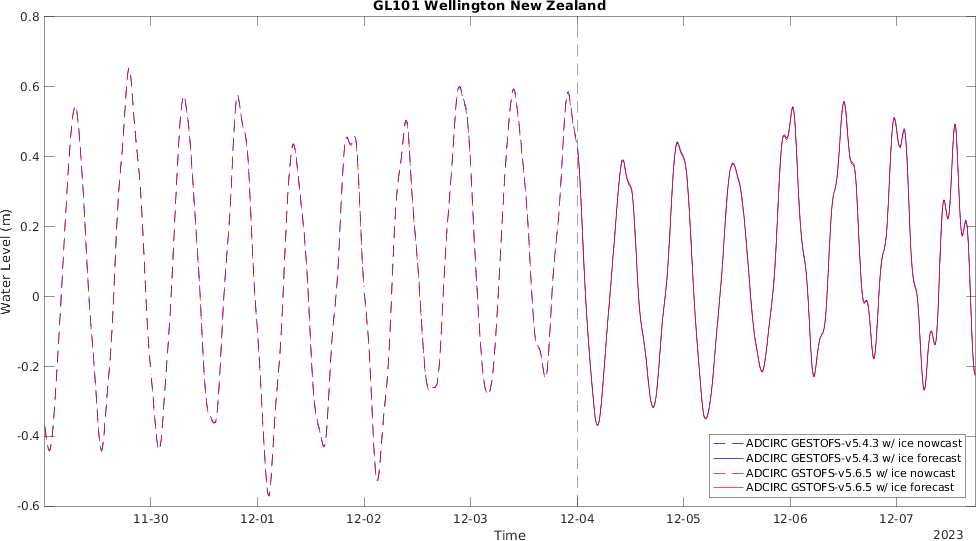 GL101 Wellington New Zealand
0.8
0.6
0.4
0.2
0
-0.2
-0.4
-0.6
Water Level (m)
ADCIRC GESTOFS-v5.4.3 w/ ice nowcast
ADCIRC GESTOFS-v5.4.3 w/ ice forecast
ADCIRC GSTOFS-v5.6.5 w/ ice nowcast
ADCIRC GSTOFS-v5.6.5 w/ ice forecast
11-30 12-01 12-02 12-03 12-04 12-05 12-06 12-07
Time
2023